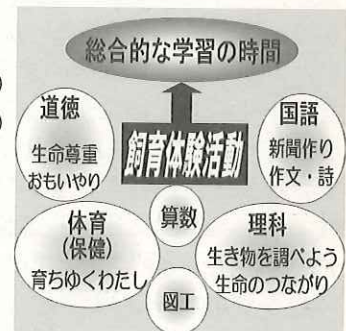 総合的な学習の時間
道徳
生命尊重
おもいやり
飼育体験活動
国語
新聞作り
作文・詩
体育
(保健)
育ちゆくわたし
算数
理科
生き物を調べよう
生命のつながり
図工